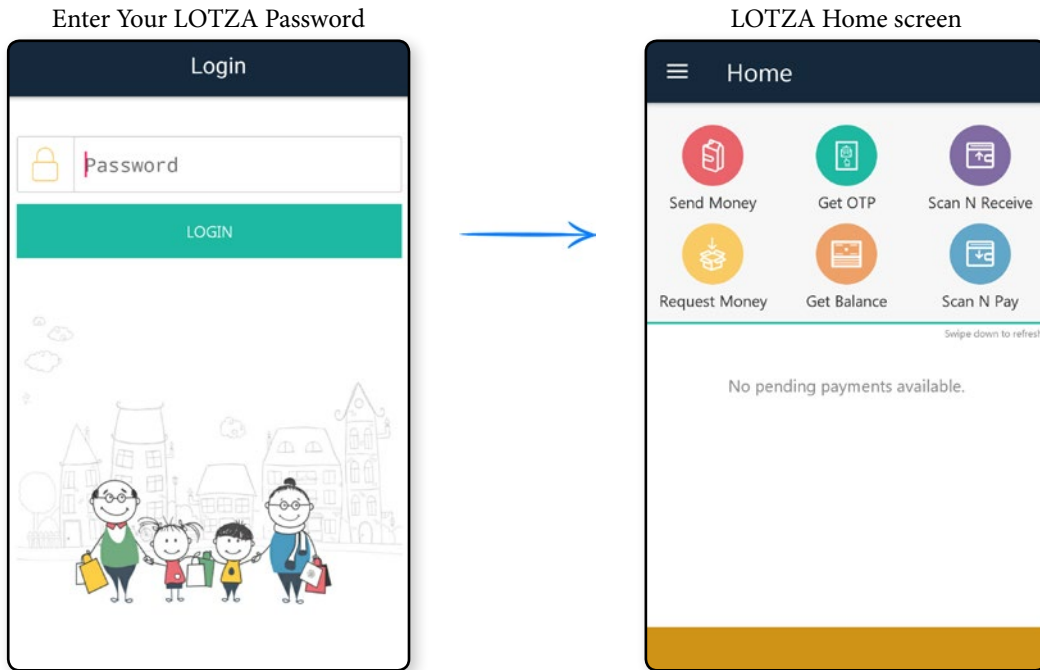 Enter Your LOTZA Password
Login
Password
LOGIN
LOTZA Home screen
Home
Send Money
Get OTP
Scan N Receive
Request Money
Get Balance
Scan N Pay
Swipe down to refresh
No pending payments available.